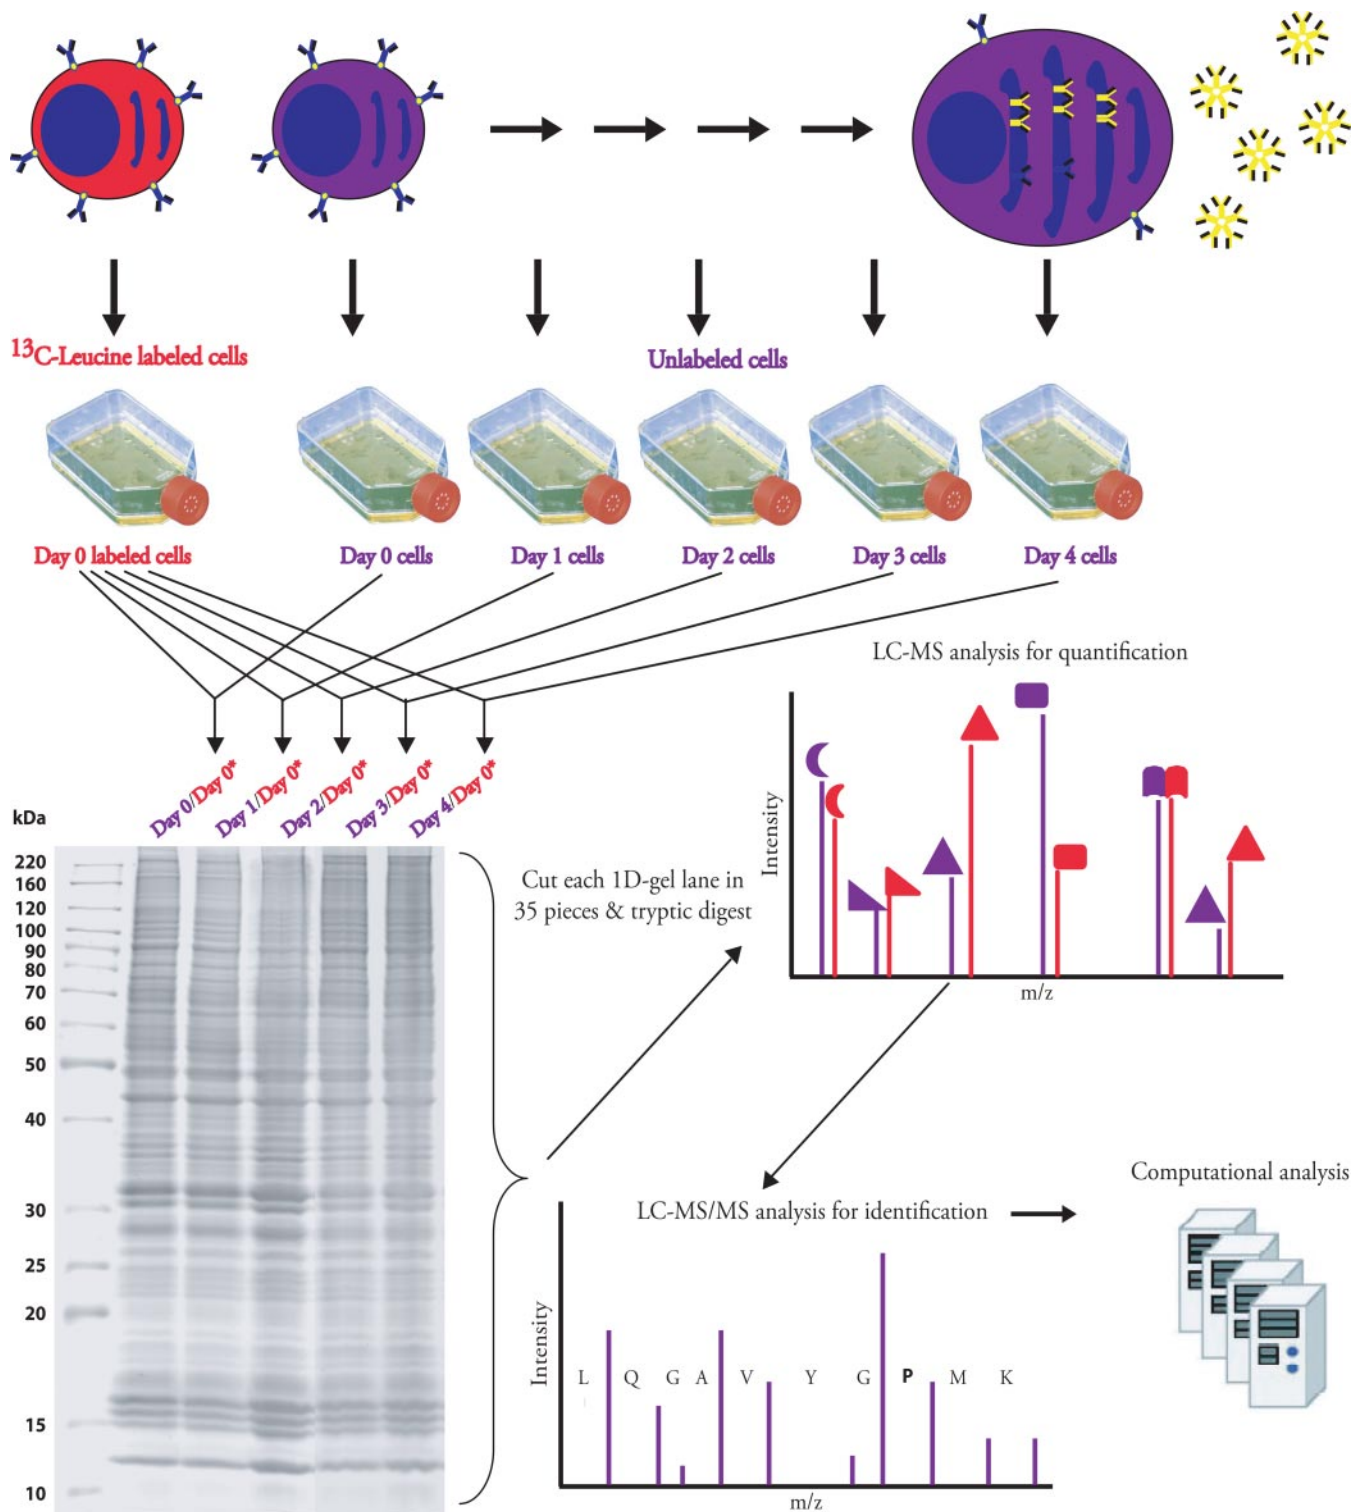 13C-Leucine labeled cells
Unlabeled cells
Day 0 labeled cells
Day 0 cells
Day 1 cells
Day 2 cells
Day 3 cells
Day 4 cells
LC-MS analysis for quantification
Intensity
m/z
Day 0/Day 0*
Day 1/Day 0*
Day 2/Day 0*
Day 3/Day 0*
Day 4/Day 0*
kDa
220
160
120
100
90
80
70
60
50
40
30
25
20
15
10
Cut each 1D-gel lane in
35 pieces & tryptic digest
LC-MS/MS analysis for identification
Intensity
L Q G A V Y G P M K
m/z
Computational analysis